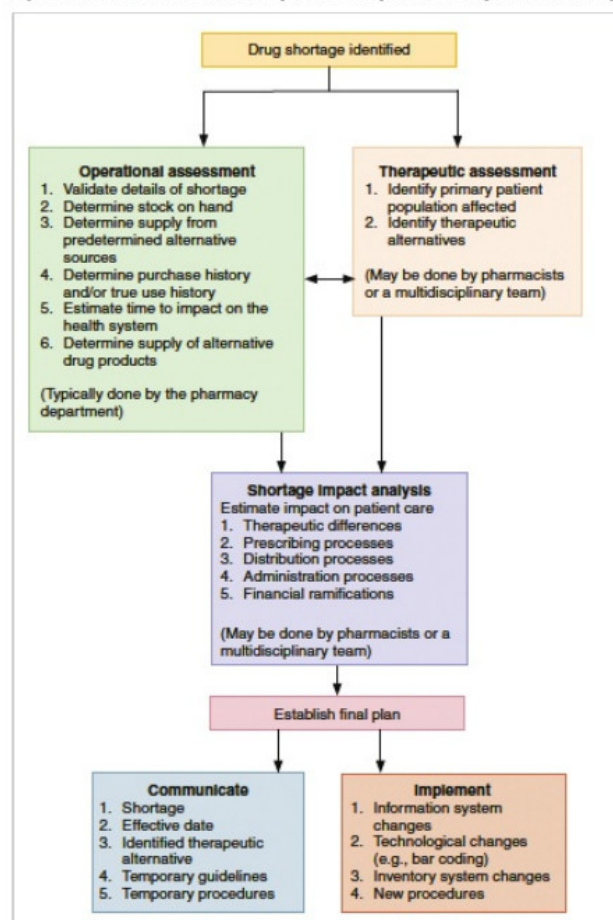 Drug shortage identified
Operational assessment
1. Validate details of shortage
2. Determine stock on hand
3. Determine supply from
predetermined alternative
sources
4. Determine purchase history
and/or true use history
5. Estimate time to impact on the
health system
6. Determine supply of alternative
drug products
(Typically done by the pharmacy
department)
Therapeutic assessment
1. Identify primary patient
population affected
2. Identify therapeutic
alternatives
(May be done by pharmacists
or a multidisciplinary team)
Shortage impact analysis
Estimate impact on patient care
1. Therapeutic differences
2. Prescribing processes
3. Distribution processes
4. Administration processes
5. Financial ramifications
(May be done by pharmacists or a
multidisciplinary team)
Establish final plan
Communicate
1. Shortage
2. Effective date
3. Identified therapeutic
alternative
4. Temporary guidelines
5. Temporary procedures
Implement
1. Information system
changes
2. Technological changes
(e.g., bar coding)
3. Inventory system changes
4. New procedures